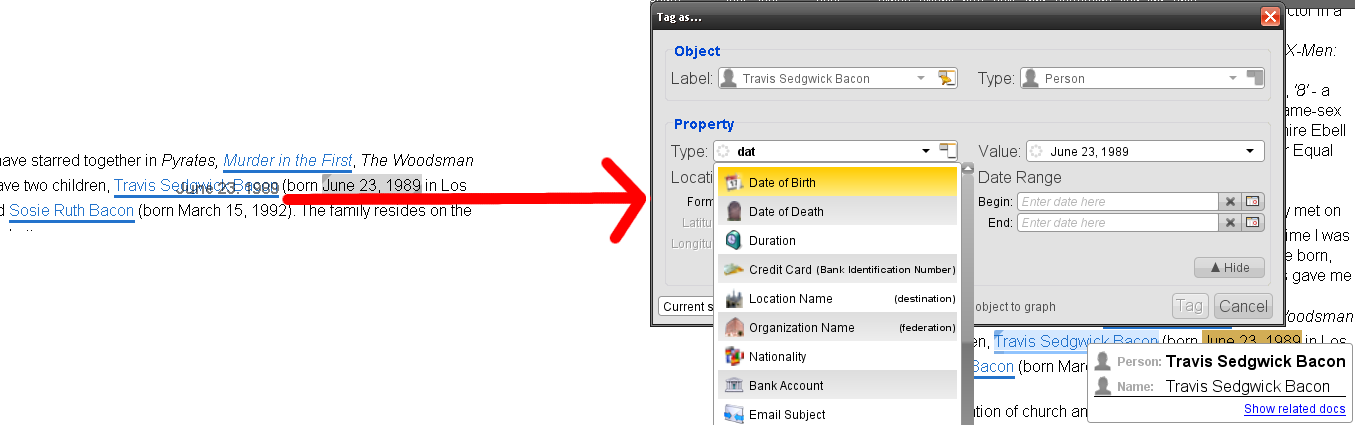 have starred together in Pyrates, Murder in the First, The Woodsman
ave two children, Travis Sedgwick Bacon (born June 23, 1989 in Los
June 23, 1989
d Sosie Ruth Bacon (born March 15, 1992). The family resides on the
Tag as...
Object
Label: Travis Sedgwick Bacon
Type: Person
Property
Type: dat
Value: June 23, 1989
Locati
Form
Latitu
Longitu
Date of Birth
Date of Death
Duration
Credit Card (Bank Identification Number)
Location Name (destination)
Organization Name (federation)
Nationality
Bank Account
Email Subject
Date Range
Begin: Enter date here
End: Enter date here
Hide
Current s
object to graph
Tag
Cancel
ctor in a
X-Men:
, '8' - a
ame-sex
hire Ebell
r Equal
y met on
ime I was
e born,
s gave me
oodsman
en, Travis Sedgwick Bacon (born June 23, 1989 in Los
Bacon (born Marc
ation of church an
Person: Travis Sedgwick Bacon
Name: Travis Sedgwick Bacon
Show related docs